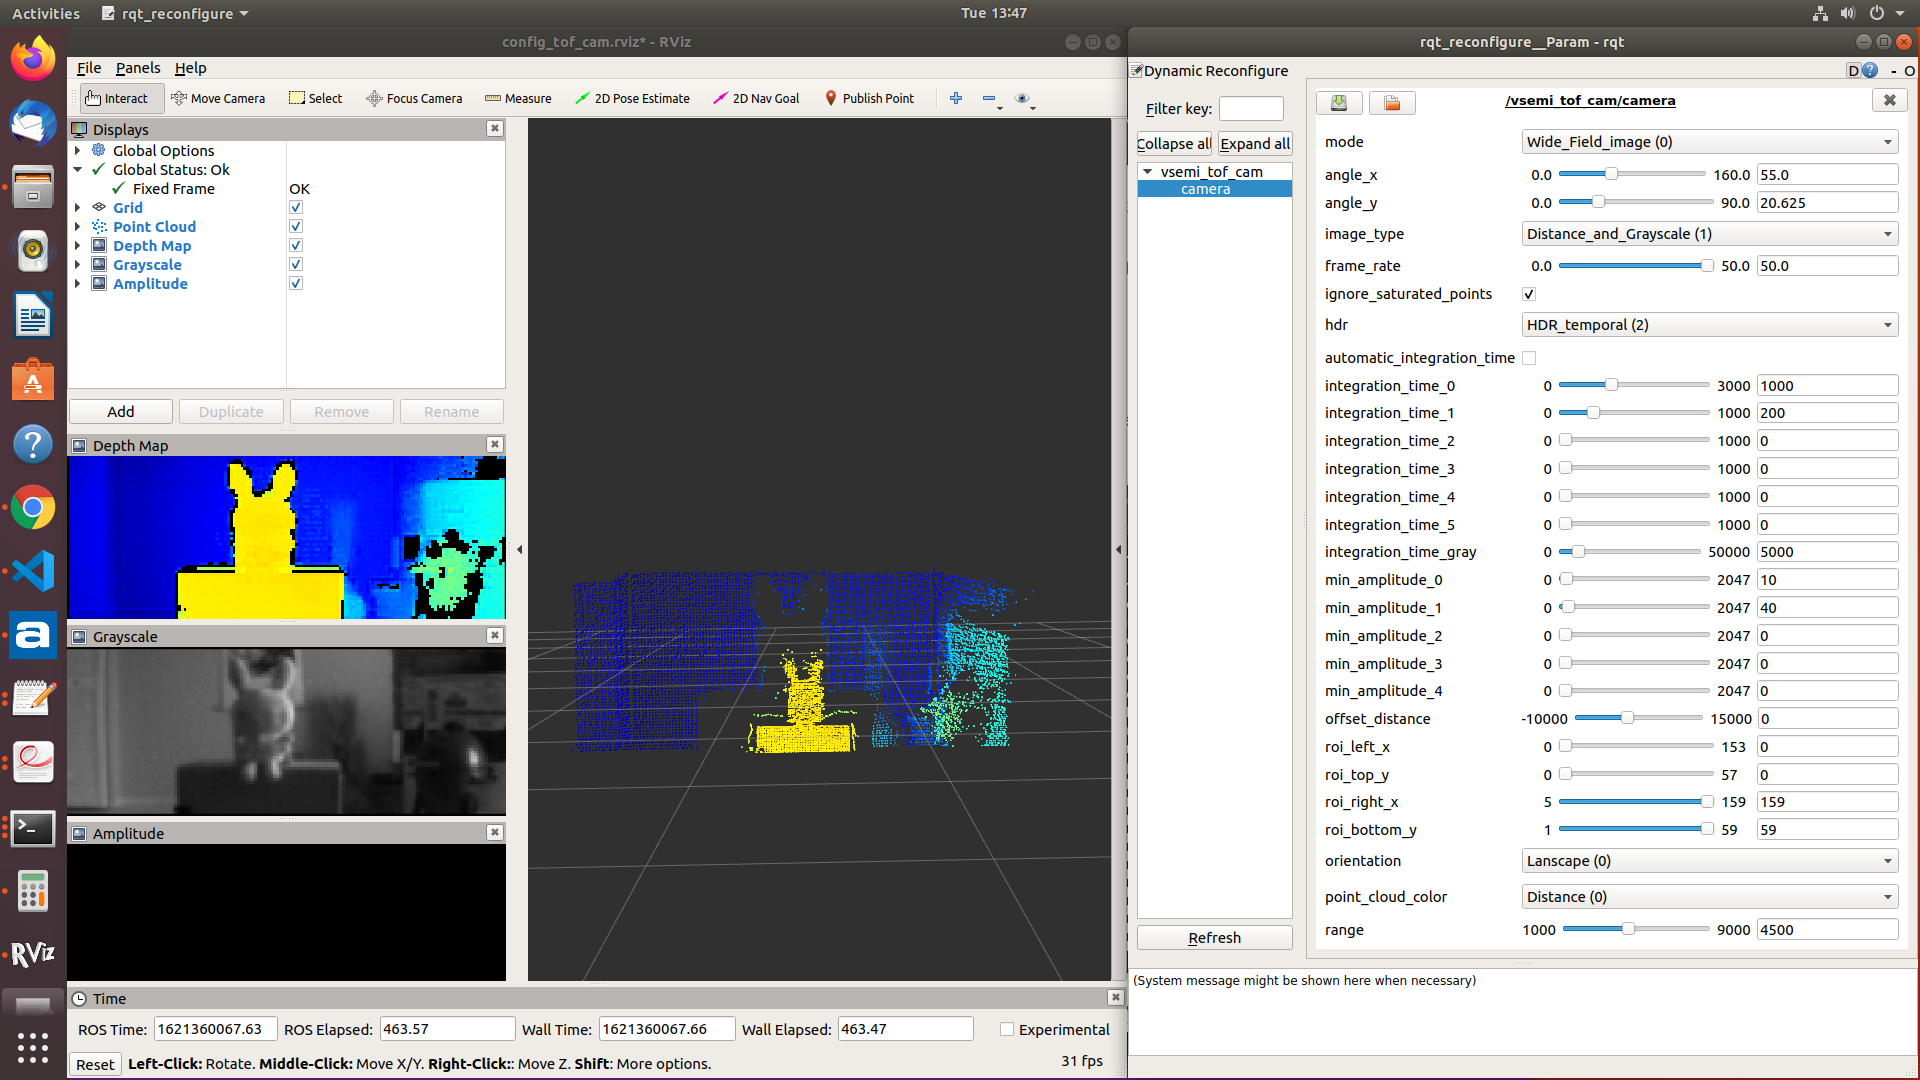 Activities rqt_reconfigure Tue 13:47
config_tof_cam.rviz* - RViz
File Panels Help
Interact Move Camera Select Focus Camera Measure 2D Pose Estimate 2D Nav Goal Publish Point
Displays
Global Options
Global Status: Ok
Fixed Frame OK
Grid
Point Cloud
Depth Map
Grayscale
Amplitude
Add Duplicate Remove Rename
Depth Map
Grayscale
Amplitude
Time
ROS Time: 1621360067.63 ROS Elapsed: 463.57 Wall Time: 1621360067.66 Wall Elapsed: 463.47 Experimental
Reset Left-Click: Rotate. Middle-Click: Move X/Y. Right-Click:: Move Z. Shift: More options. 31 fps
RViz
rqt_reconfigure__Param - rqt
Dynamic Reconfigure D ? - O
Filter key:
Collapse all Expand all
vsemi_tof_cam
camera
Refresh
/vsemi_tof_cam/camera
mode Wide_Field_image (0)
angle_x 0.0 160.0 55.0
angle_y 0.0 90.0 20.625
image_type Distance_and_Grayscale (1)
frame_rate 0.0 50.0 50.0
ignore_saturated_points
hdr HDR_temporal (2)
automatic_integration_time
integration_time_0 0 3000 1000
integration_time_1 0 1000 200
integration_time_2 0 1000 0
integration_time_3 0 1000 0
integration_time_4 0 1000 0
integration_time_5 0 1000 0
integration_time_gray 0 50000 5000
min_amplitude_0 0 2047 10
min_amplitude_1 0 2047 40
min_amplitude_2 0 2047 0
min_amplitude_3 0 2047 0
min_amplitude_4 0 2047 0
offset_distance -10000 15000 0
roi_left_x 0 153 0
roi_top_y 0 57 0
roi_right_x 5 159 159
roi_bottom_y 1 59 59
orientation Lanscape (0)
point_cloud_color Distance (0)
range 1000 9000 4500
(System message might be shown here when necessary)